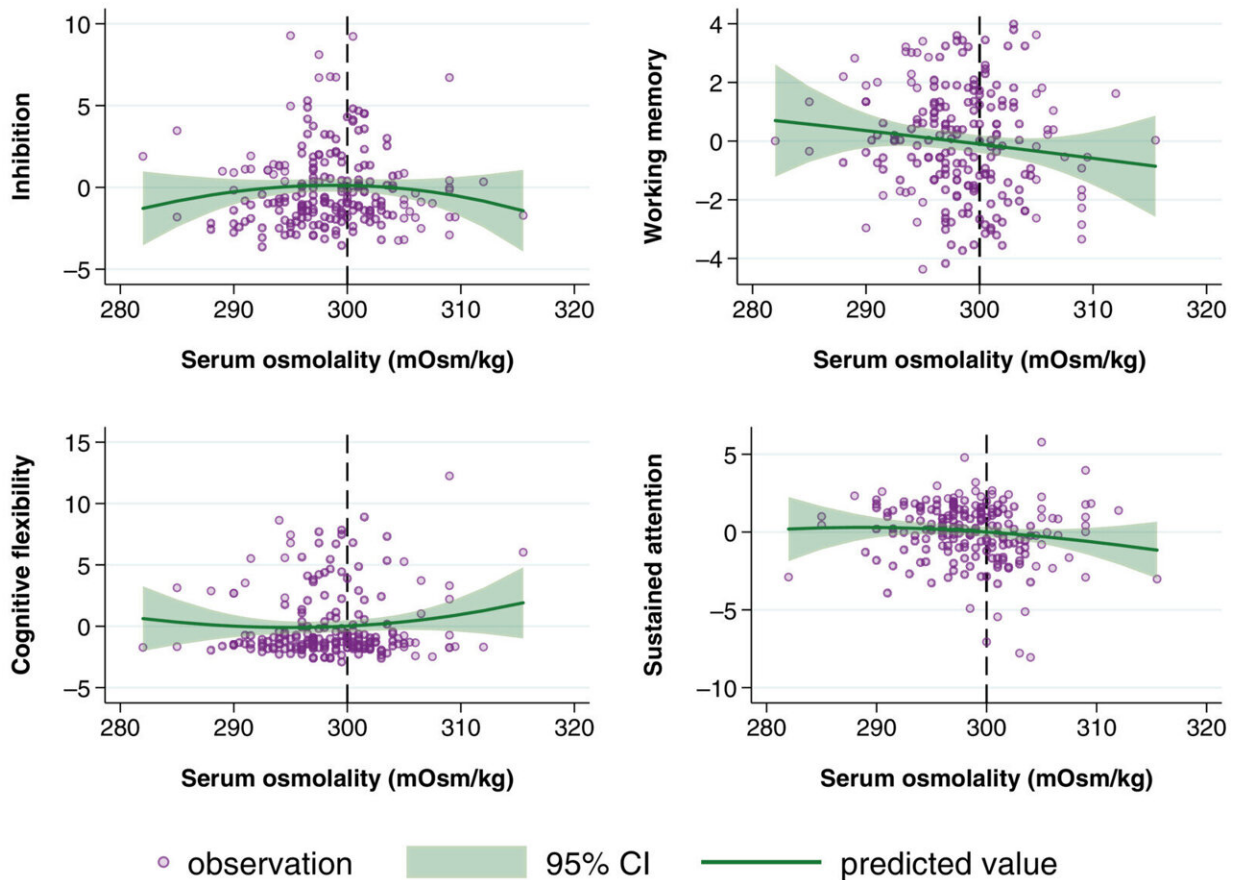 Inhibition
10
5
0
−5
280 290 300 310 320
Serum osmolality (mOsm/kg)
Working memory
4
2
0
−2
−4
280 290 300 310 320
Serum osmolality (mOsm/kg)
Cognitive flexibility
15
10
5
0
−5
280 290 300 310 320
Serum osmolality (mOsm/kg)
Sustained attention
5
0
−5
−10
280 290 300 310 320
Serum osmolality (mOsm/kg)
observation 95% CI predicted value